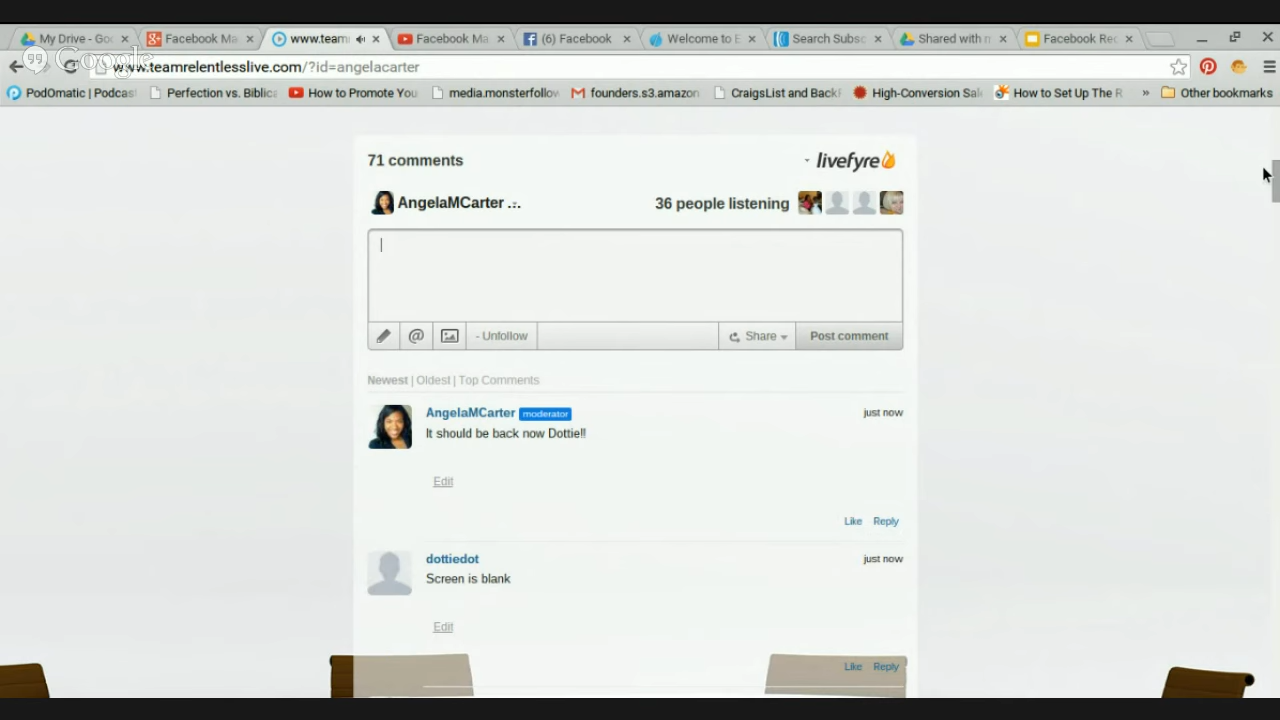 My Drive - Goo
Facebook Ma
www.team
Facebook Ma
(6) Facebook
Welcome to E
Search Subsc
Shared with m
Facebook Rec
Google
www.teamrelentlesslive.com/?id=angelacarter
PodOmatic | Podcas
Perfection vs. Biblica
How to Promote You
media.monsterfollow
founders.s3.amazon
CraigsList and Back
High-Conversion Sal
How to Set Up The R
»
Other bookmarks
71 comments
livefyre
AngelaMCarter ...
36 people listening
@
- Unfollow
Share
Post comment
Newest | Oldest | Top Comments
AngelaMCarter moderator
just now
It should be back now Dottie!!
Edit
Like Reply
dottiedot
just now
Screen is blank
Edit
Like Reply